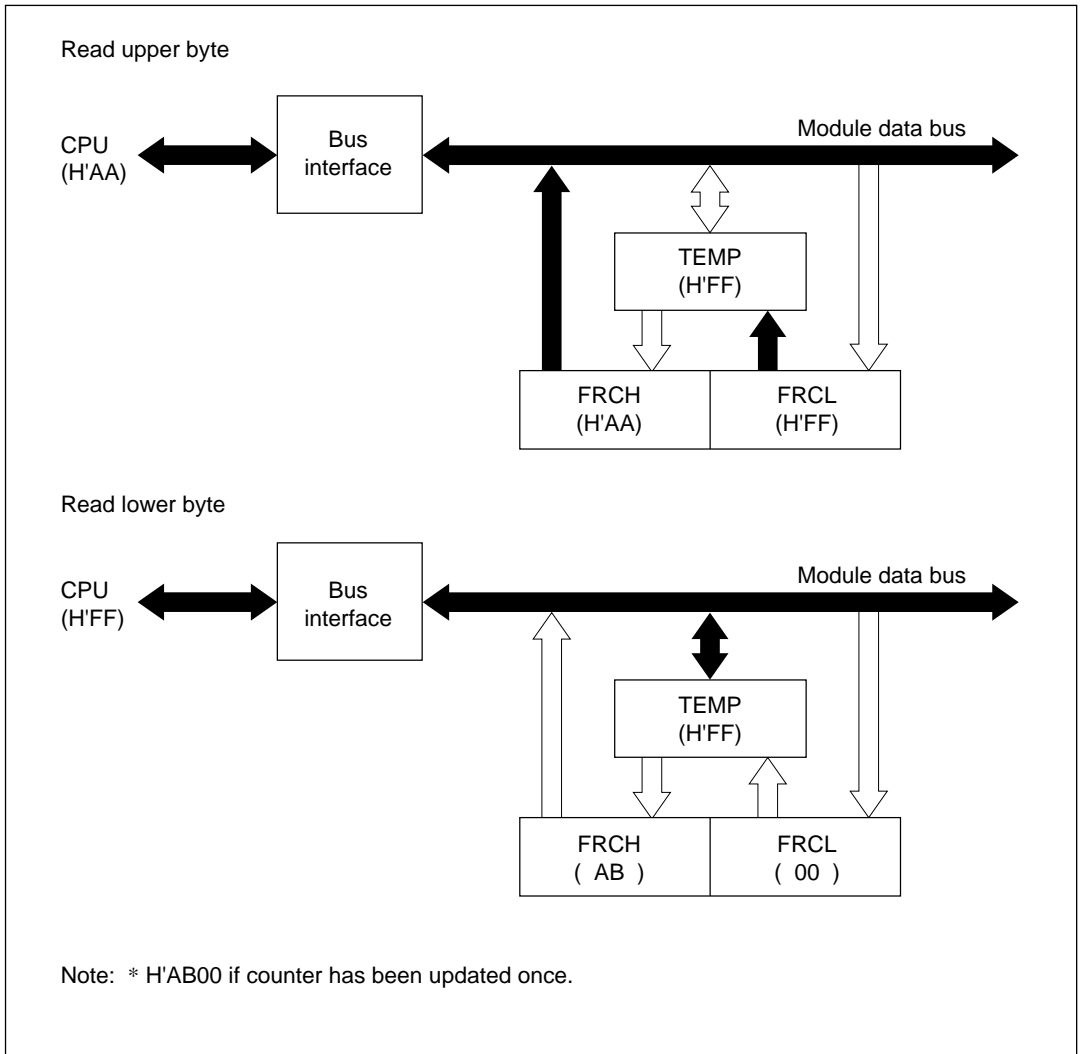 Read upper byte
CPU
(H'AA)
Bus
interface
Module data bus
TEMP
(H'FF)
FRCH
(H'AA)
FRCL
(H'FF)
Read lower byte
CPU
(H'FF)
Bus
interface
Module data bus
TEMP
(H'FF)
FRCH
( AB )
FRCL
( 00 )
Note: * H'AB00 if counter has been updated once.